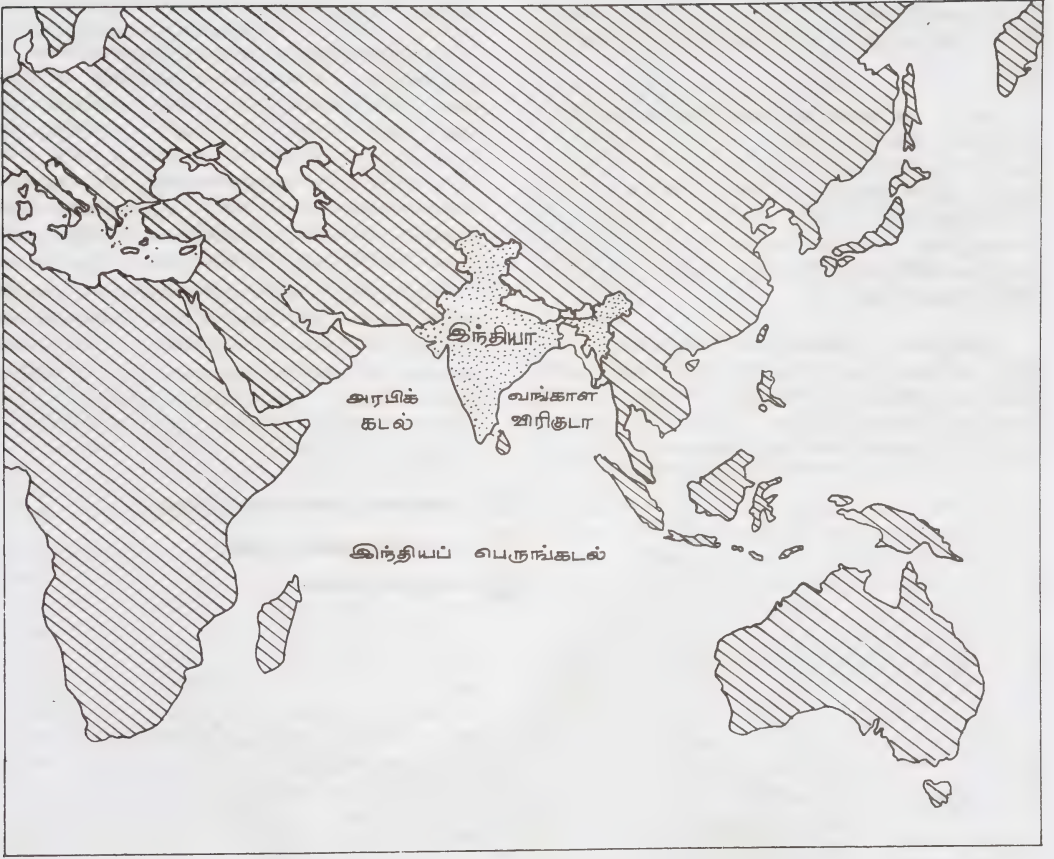 இந்தியா
அரபிக்
கடல்
வங்காள
விரிகுடா
இந்தியப் பெருங்கடல்